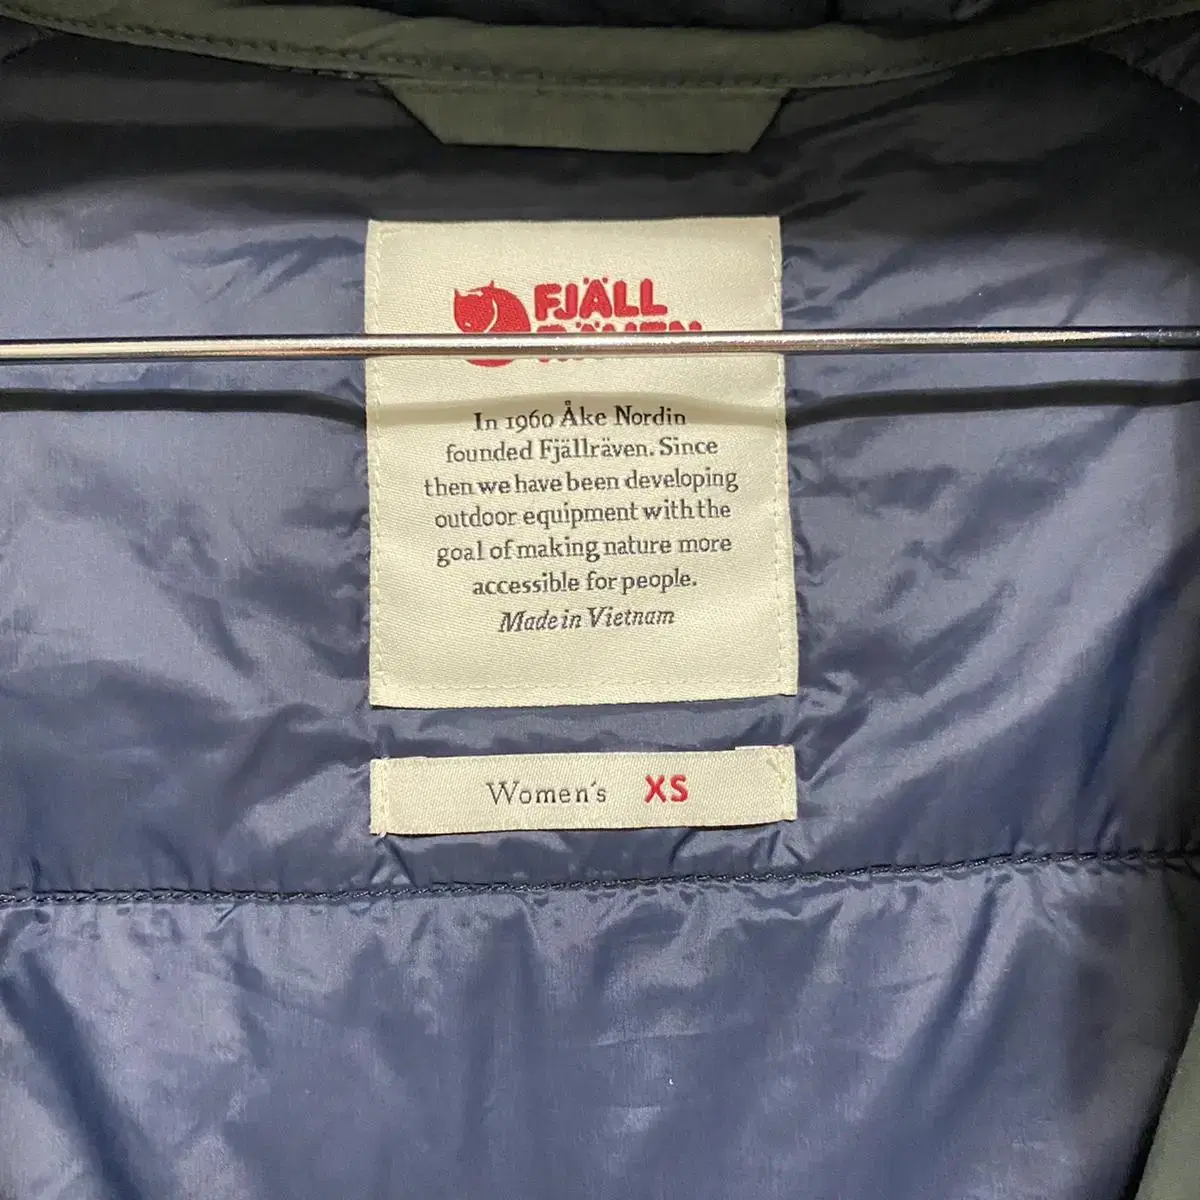 FJÄLL
RÄVEN
In 1960 Åke Nordin
founded Fjällräven. Since
then we have been developing
outdoor equipment with the
goal of making nature more
accessible for people.
Made in Vietnam
Women's XS